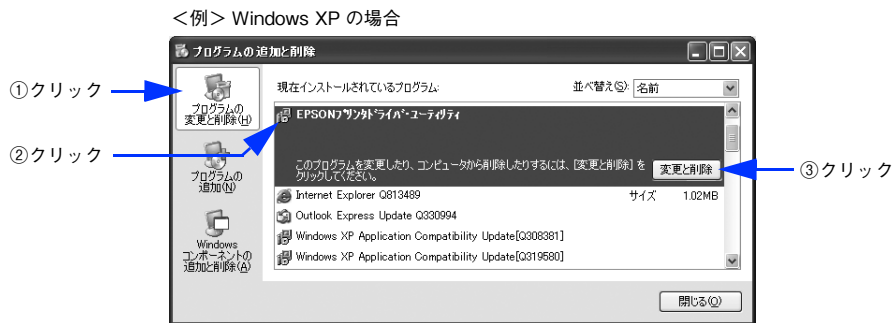 <例> Windows XP の場合
プログラムの追加と削除
①クリック
プログラムの
変更と削除(H)
現在インストールされているプログラム:
並べ替え(S): 名前
②クリック
EPSONプリンタドライバ・ユーティリティ
このプログラムを変更したり、コンピュータから削除したりするには、[変更と削除] を
クリックしてください。
変更と削除
③クリック
プログラムの
追加(N)
Internet Explorer Q813489 サイズ 1.02MB
Outlook Express Update Q330994
Windows XP Application Compatibility Update[Q308381]
Windows XP Application Compatibility Update[Q319580]
Windows
コンポーネントの
追加と削除(A)
閉じる(O)